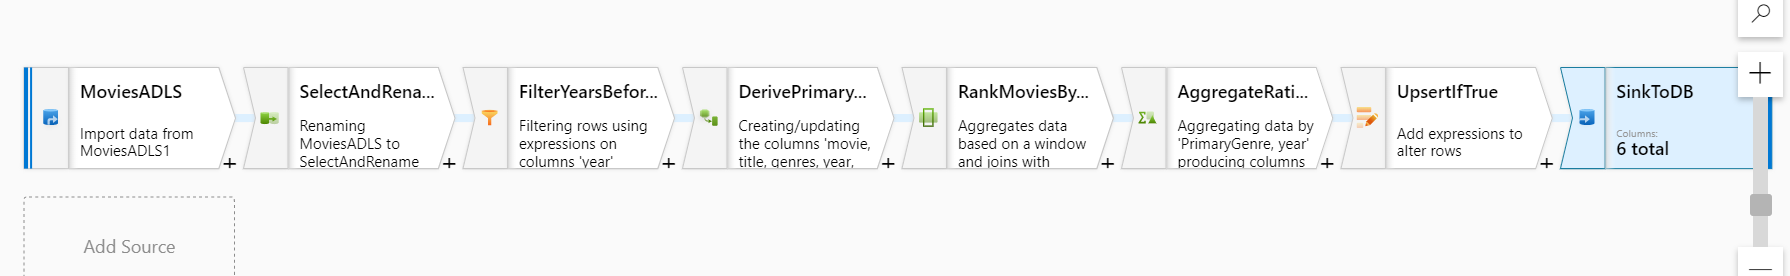 MoviesADLS
Import data from
MoviesADLS1
+
SelectAndRena...
Renaming
MoviesADLS to
SelectAndRename
+
FilterYearsBefor...
Filtering rows using
expressions on
columns 'year'
+
DerivePrimary...
Creating/updating
the columns 'movie,
title, genres, year,
+
RankMoviesBy...
Aggregates data
based on a window
and joins with
+
AggregateRati...
Aggregating data by
'PrimaryGenre, year'
producing columns
+
UpsertIfTrue
Add expressions to
alter rows
+
SinkToDB
Columns:
6 total
Add Source